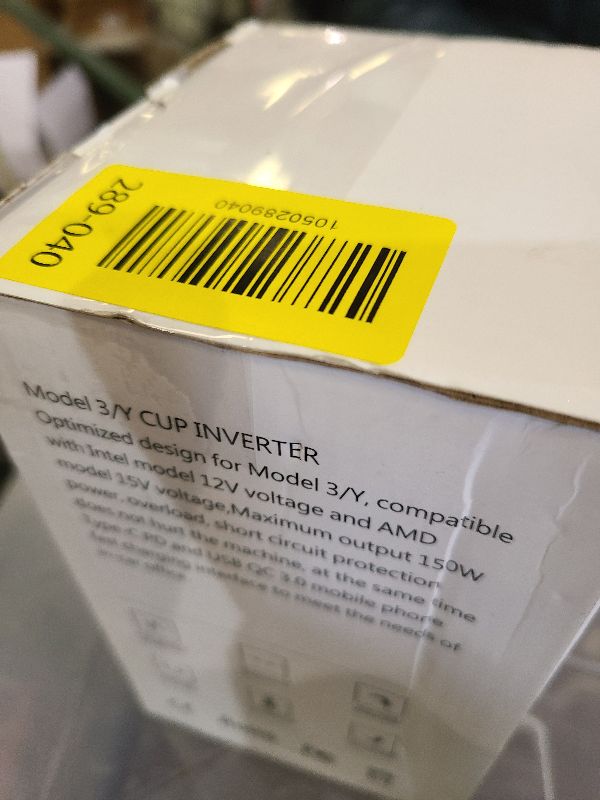 289-040
1050289040
Model 3/Y CUP INVERTER
Optimized design for Model 3/Y, compatible
with Intel model 12V voltage and AMD
model 15V voltage,Maximum output 150W
power, overload, short circuit protection
does not hurt the machine, at the same time
Type-C PD and USB QC 3.0 mobile phone
fast charging interface to meet the needs of
in-car office